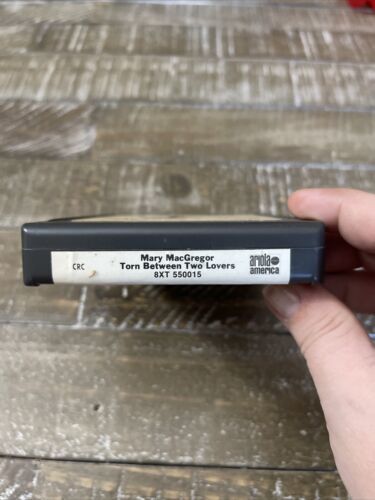 CRC
Mary MacGregor
Torn Between Two Lovers
8XT 550015
ariola
america